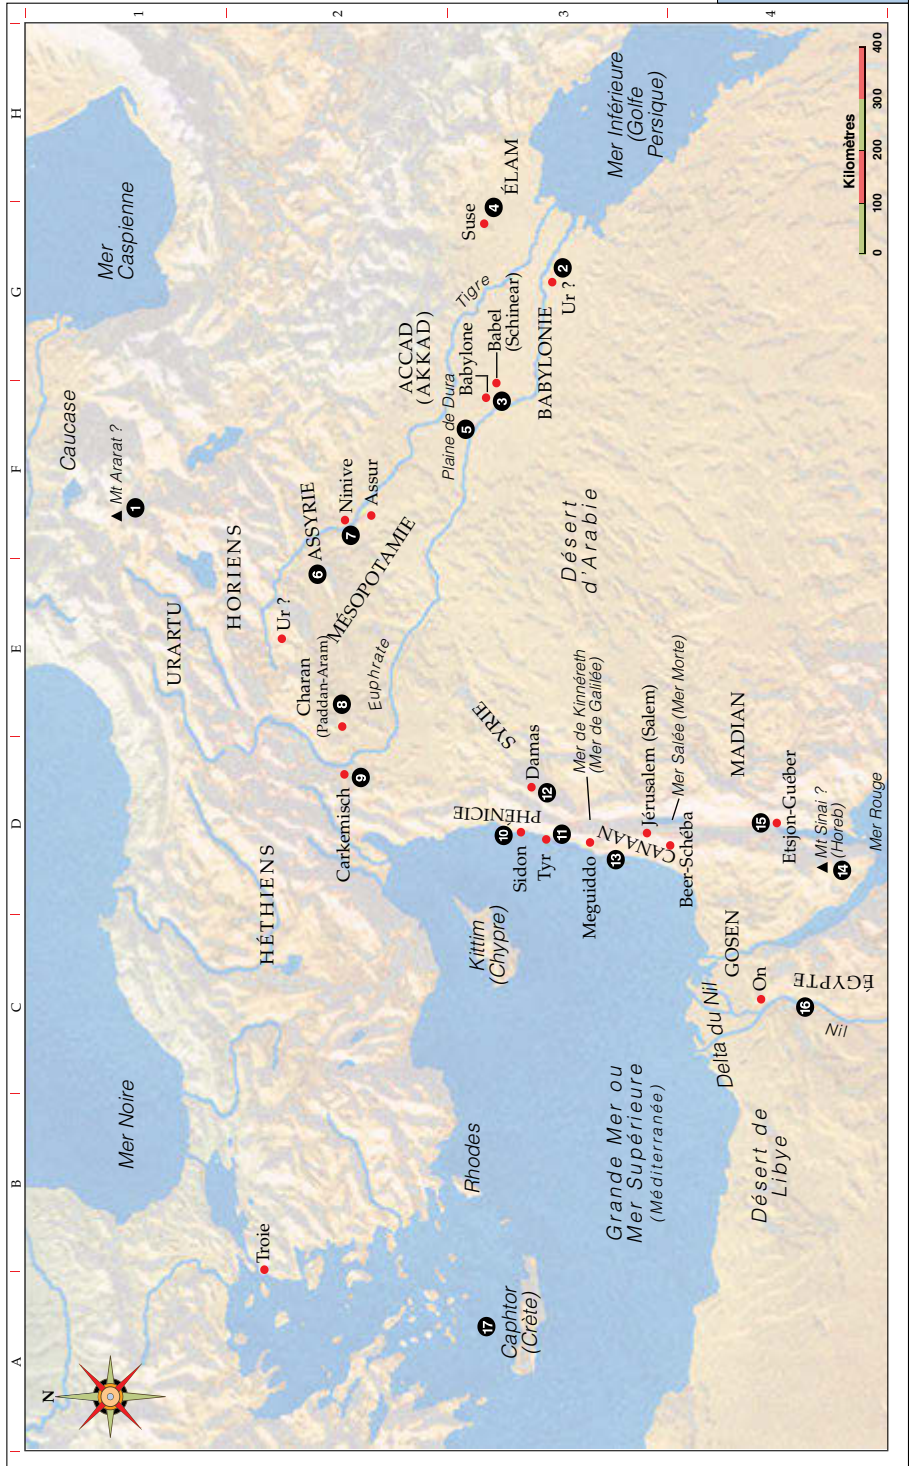 A
B
C
D
E
F
G
H
1
2
3
4
N
Mer Noire
Caucase
Mer
Caspienne
Mt Ararat ?
1
URARTU
HORIENS
HÉTHIENS
Troie
Ur ?
6
ASSYRIE
7
Ninive
Assur
MÉSOPOTAMIE
Charan
(Paddan-Aram)
8
Carkemisch
9
Euphrate
ACCAD
(AKKAD)
Plaine de Dura
5
Tigre
Babylone
Babel
(Schinear)
3
BABYLONIE
Ur ?
2
Suse
4
ÉLAM
Mer Inférieure
(Golfe
Persique)
17
Caphtor
(Crète)
Rhodes
Kittim
(Chypre)
Grande Mer ou
Mer Supérieure
(Méditerranée)
SYRIE
10
PHÉNICIE
Sidon
Tyr
11
Damas
12
Mer de Kinnéreth
(Mer de Galilée)
Meguiddo
13
CANAAN
Jérusalem (Salem)
Mer Salée (Mer Morte)
Beer-Schéba
Désert
d'Arabie
MADIAN
15
Etsjon-Guéber
Mt Sinai ?
(Horeb)
14
Mer Rouge
Delta du Nil
GOSEN
On
16
ÉGYPTE
Nil
Désert de
Libye
Kilomètres
0
100
200
300
400